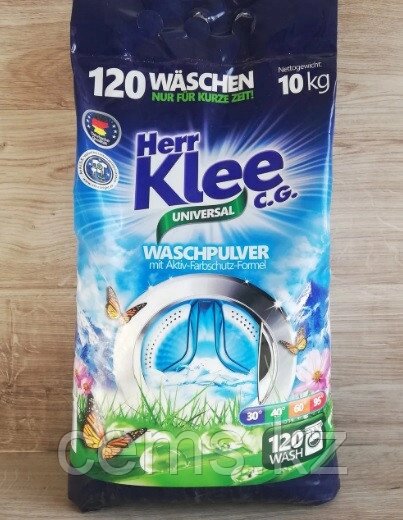 120 WÄSCHEN
NUR FÜR KURZE ZEIT!
Nettogewicht:
10 kg
Herr
Klee
C.G.
UNIVERSAL
WASCHPULVER
mit Aktiv-Farbschutz-Formel
30° 40° 60° 95°
120
WASH
cems.kz